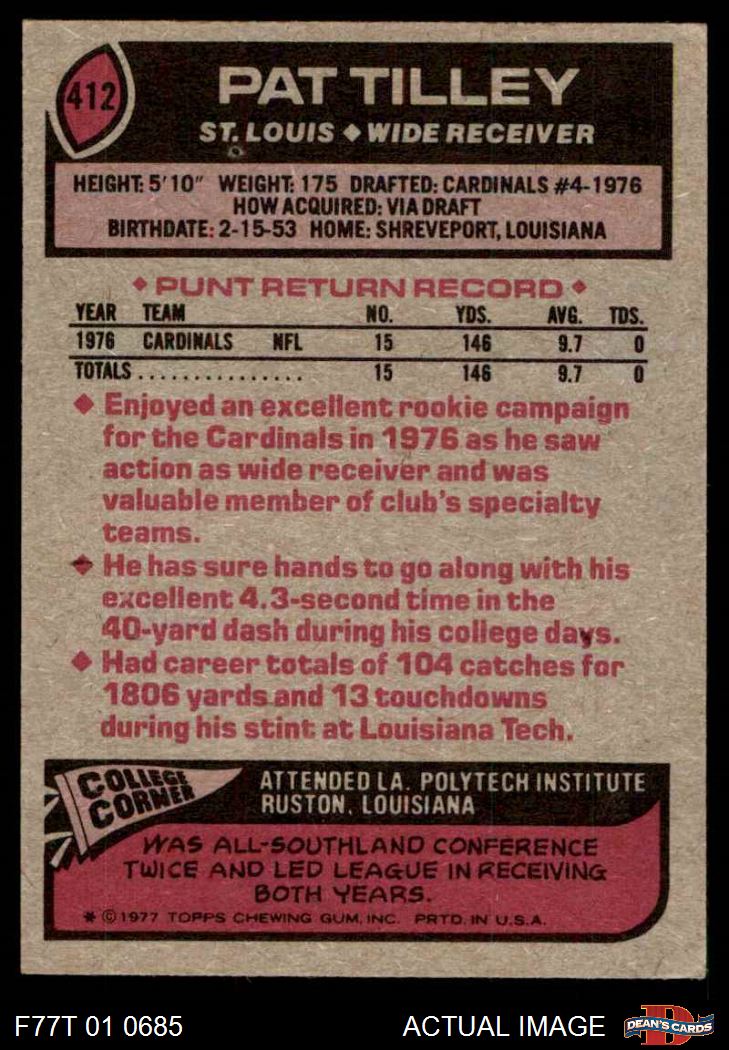 412
PAT TILLEY
ST. LOUIS ◆ WIDE RECEIVER
HEIGHT: 5'10" WEIGHT: 175 DRAFTED: CARDINALS #4-1976
HOW ACQUIRED: VIA DRAFT
BIRTHDATE: 2-15-53 HOME: SHREVEPORT, LOUISIANA
◆ PUNT RETURN RECORD ◆
YEAR TEAM NO. YDS. AVG. TDS.
1976 CARDINALS NFL 15 146 9.7 0
TOTALS............... 15 146 9.7 0
◆ Enjoyed an excellent rookie campaign
for the Cardinals in 1976 as he saw
action as wide receiver and was
valuable member of club's specialty
teams.
◆ He has sure hands to go along with his
excellent 4.3-second time in the
40-yard dash during his college days.
◆ Had career totals of 104 catches for
1806 yards and 13 touchdowns
during his stint at Louisiana Tech.
COLLEGE
CORNER
ATTENDED LA. POLYTECH INSTITUTE
RUSTON, LOUISIANA
WAS ALL-SOUTHLAND CONFERENCE
TWICE AND LED LEAGUE IN RECEIVING
BOTH YEARS.
* © 1977 TOPPS CHEWING GUM, INC. PRTD. IN U.S.A.
F77T 01 0685
ACTUAL IMAGE
D
DEAN'S CARDS